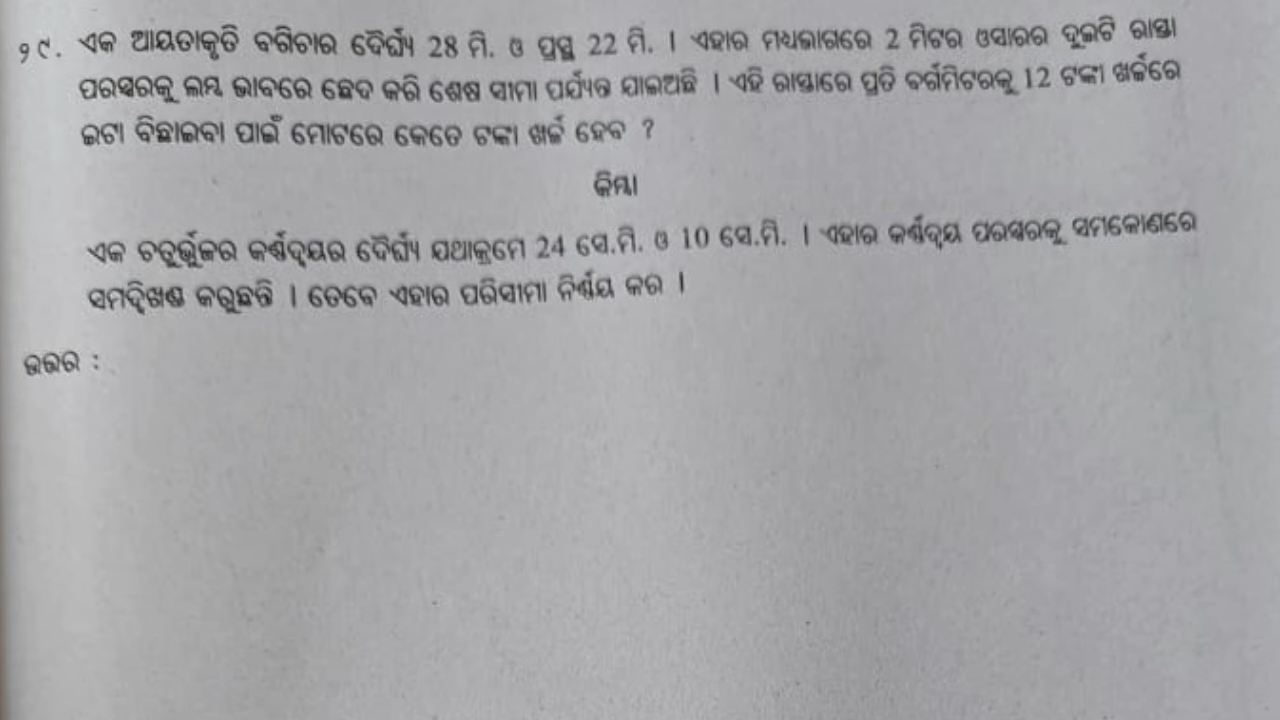 ୨୯. ଏକ ଆୟତାକୃତି ବଗିଚାର ଦୈର୍ଘ୍ୟ 28 ମି. ଓ ପ୍ରସ୍ଥ 22 ମି. । ଏହାର ମଧ୍ୟଭାଗରେ 2 ମିଟର ଓସାରର ଦୁଇଟି ରାସ୍ତା
ପରସ୍ପରକୁ ଲମ୍ବ ଭାବରେ ଛେଦ କରି ଶେଷ ସୀମା ପର୍ଯ୍ୟନ୍ତ ଯାଇଅଛି । ଏହି ରାସ୍ତାରେ ପ୍ରତି ବର୍ଗମିଟରକୁ 12 ଟଙ୍କା ଖର୍ଚ୍ଚରେ
ଇଟା ବିଛାଇବା ପାଇଁ ମୋଟରେ କେତେ ଟଙ୍କା ଖର୍ଚ୍ଚ ହେବ ?
କିମ୍ବା
ଏକ ଚତୁର୍ଭୁଜର କର୍ଣ୍ଣଦ୍ୱୟର ଦୈର୍ଘ୍ୟ ଯଥାକ୍ରମେ 24 ସେ.ମି. ଓ 10 ସେ.ମି. । ଏହାର କର୍ଣ୍ଣଦ୍ୱୟ ପରସ୍ପରକୁ ସମକୋଣରେ
ସମଦ୍ୱିଖଣ୍ଡ କରୁଛନ୍ତି । ତେବେ ଏହାର ପରିସୀମା ନିର୍ଣ୍ଣୟ କର ।
ଉତ୍ତର :